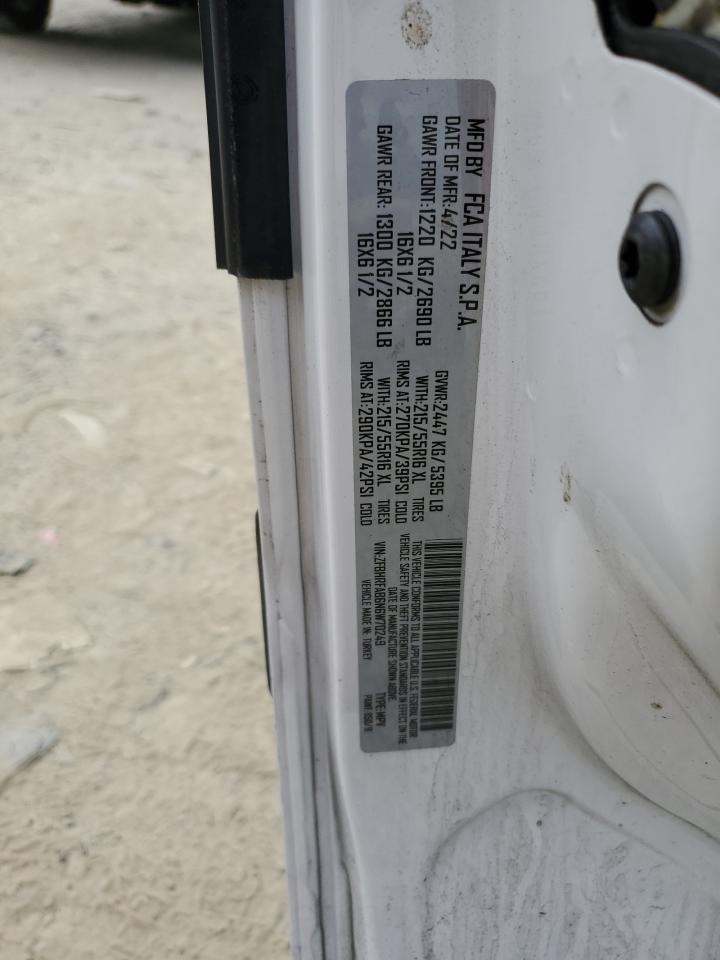 MFD BY FCA ITALY S.P.A.
DATE OF MFR:4/22 GVWR:2447 KG/ 5395 LB
GAWR FRONT:1220 KG/2690 LB WITH:215/55R16 XL TIRES
16X6 1/2 RIMS AT:270KPA/39PSI COLD
GAWR REAR: 1300 KG/2866 LB WITH:215/55R16 XL TIRES
16X6 1/2 RIMS AT:290KPA/42PSI COLD
THIS VEHICLE CONFORMS TO ALL APPLICABLE U.S. FEDERAL MOTOR
VEHICLE SAFETY AND THEFT PREVENTION STANDARDS IN EFFECT ON THE
DATE OF MANUFACTURE SHOWN ABOVE.
VIN:ZFBHRFAB6N6W70249 TYPE:MPV
VEHICLE MADE IN: TURKEY PAINT: